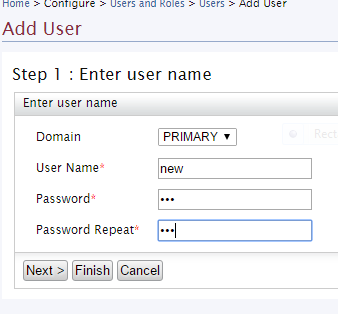 Home > Configure > Users and Roles > Users > Add User
Add User
Step 1 : Enter user name
Enter user name
Domain PRIMARY ▼
User Name* new
Password* •••
Password Repeat* •••
Next > Finish Cancel